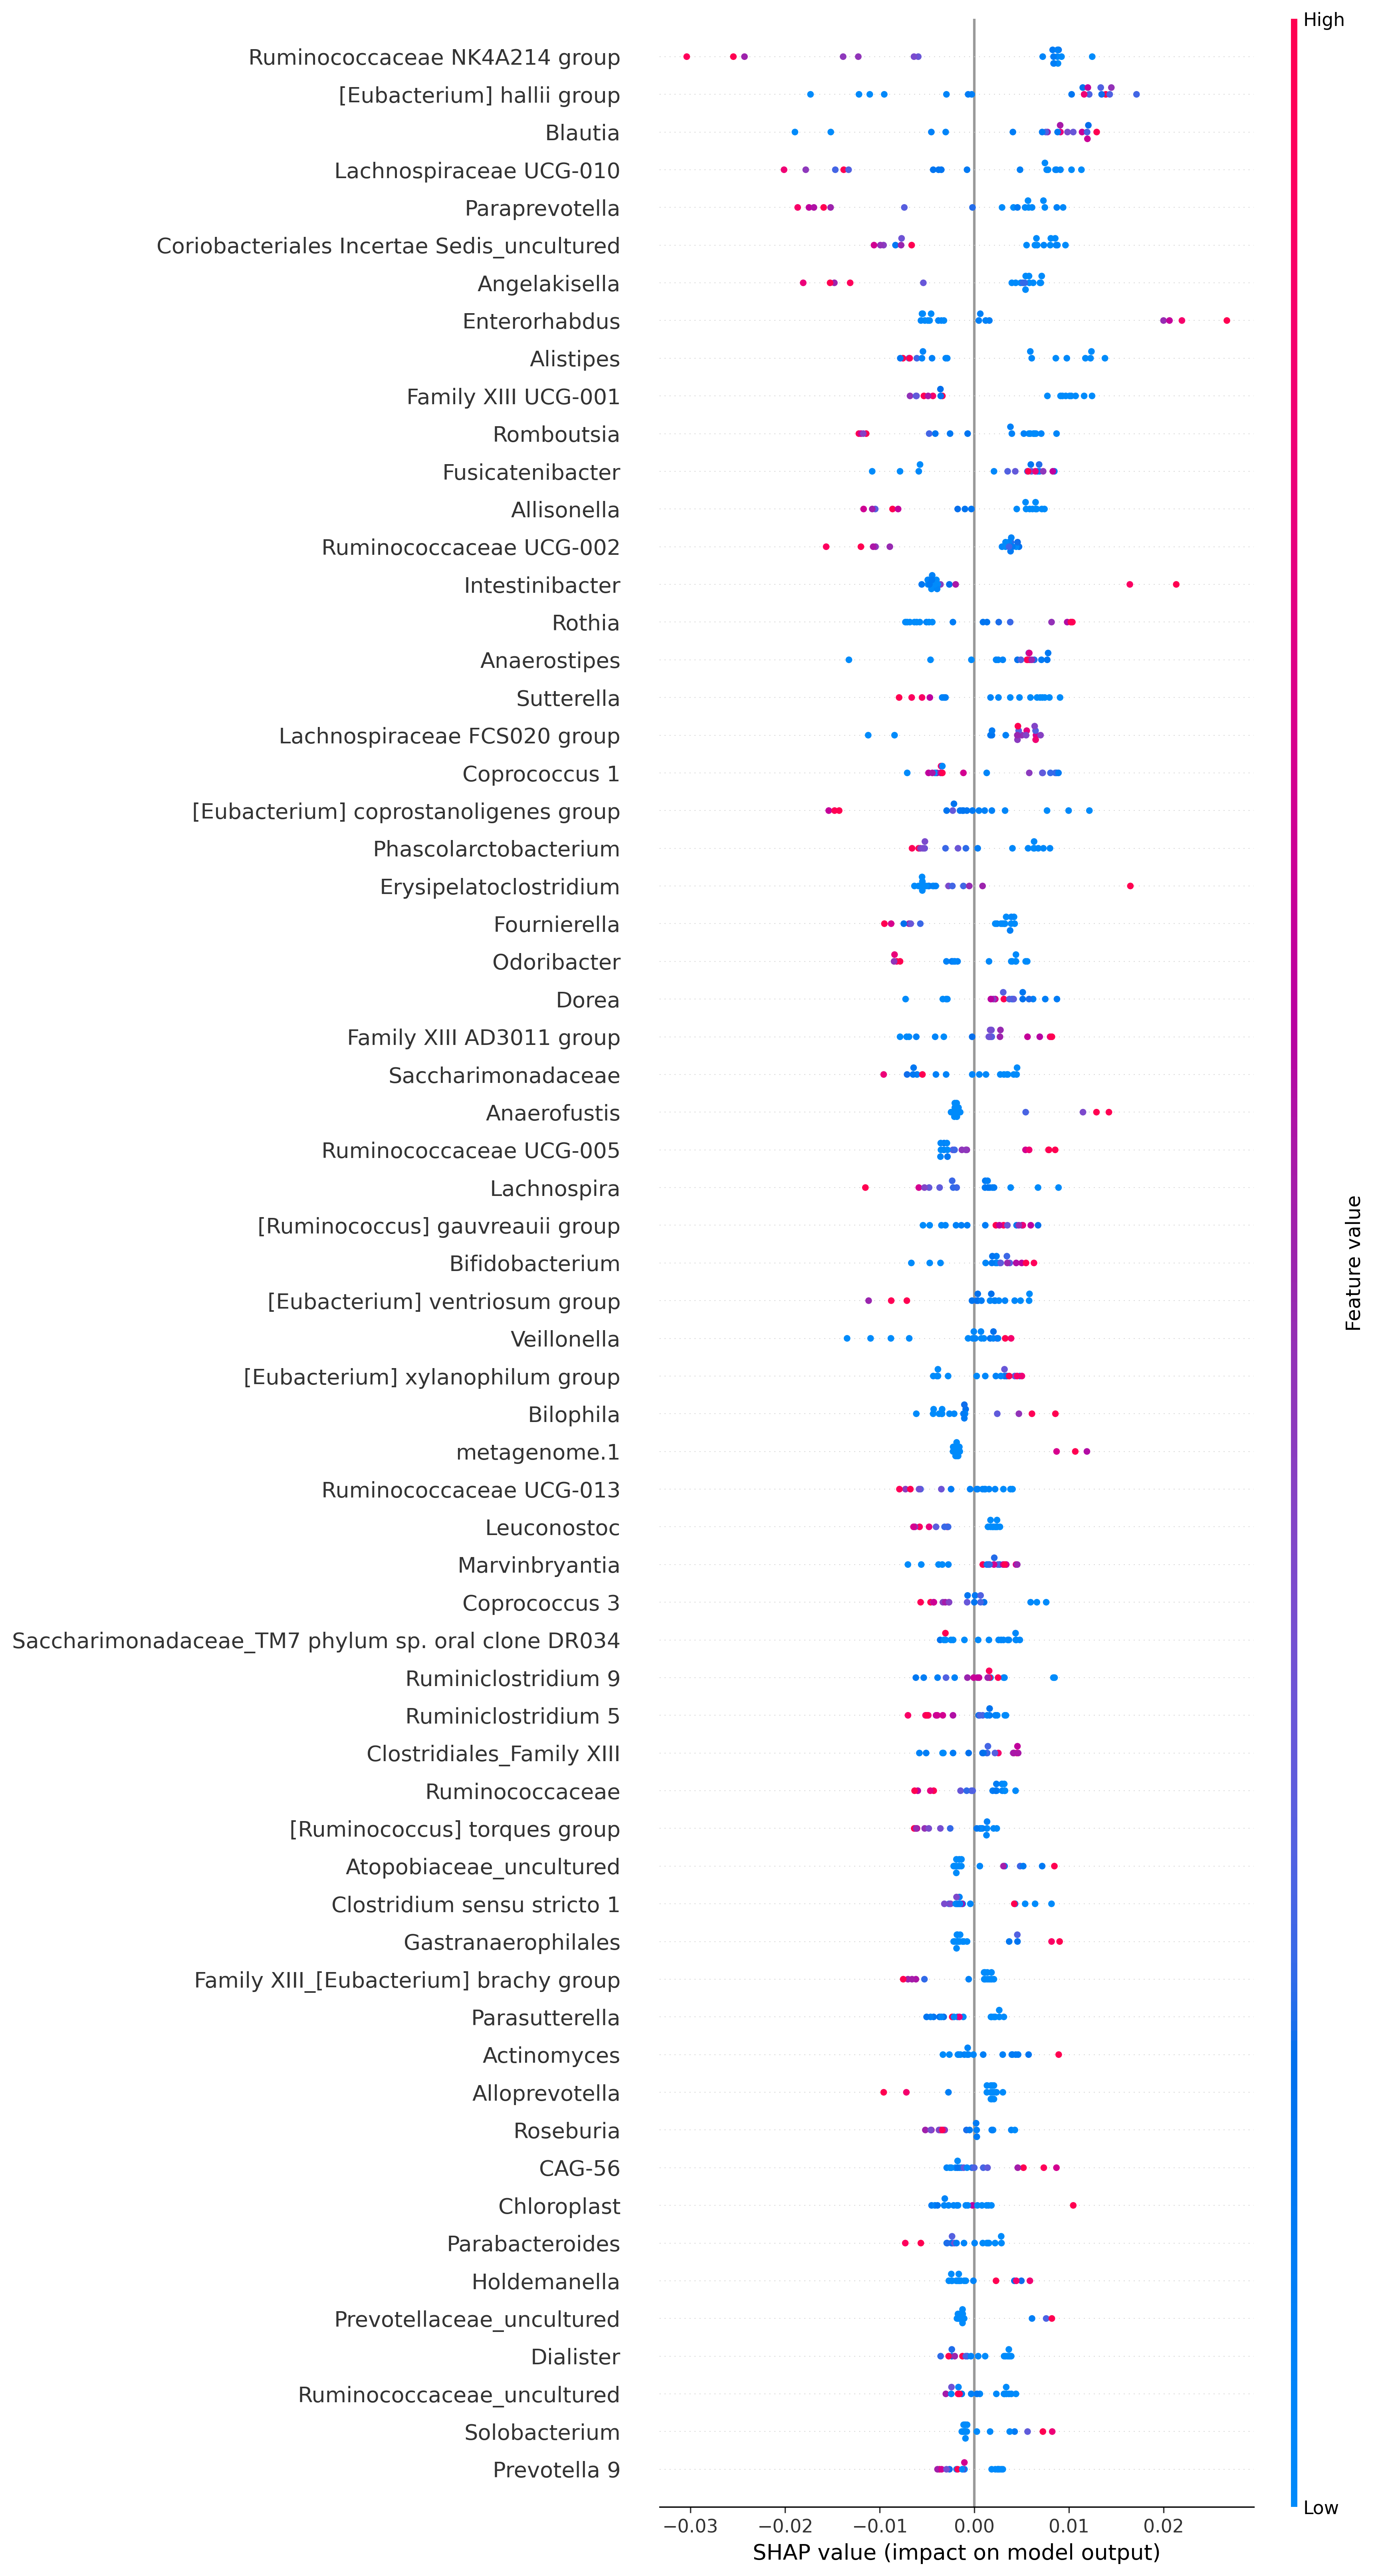 High
Ruminococcaceae NK4A214 group
[Eubacterium] hallii group
Blautia
Lachnospiraceae UCG-010
Paraprevotella
Coriobacteriales Incertae Sedis_uncultured
Angelakisella
Enterorhabdus
Alistipes
Family XIII UCG-001
Romboutsia
Fusicatenibacter
Allisonella
Ruminococcaceae UCG-002
Intestinibacter
Rothia
Anaerostipes
Sutterella
Lachnospiraceae FCS020 group
Coprococcus 1
[Eubacterium] coprostanoligenes group
Phascolarctobacterium
Erysipelatoclostridium
Fournierella
Odoribacter
Dorea
Family XIII AD3011 group
Saccharimonadaceae
Anaerofustis
Ruminococcaceae UCG-005
Lachnospira
[Ruminococcus] gauvreauii group
Bifidobacterium
[Eubacterium] ventriosum group
Veillonella
[Eubacterium] xylanophilum group
Bilophila
metagenome.1
Ruminococcaceae UCG-013
Leuconostoc
Marvinbryantia
Coprococcus 3
Saccharimonadaceae_TM7 phylum sp. oral clone DR034
Ruminiclostridium 9
Ruminiclostridium 5
Clostridiales_Family XIII
Ruminococcaceae
[Ruminococcus] torques group
Atopobiaceae_uncultured
Clostridium sensu stricto 1
Gastranaerophilales
Family XIII_[Eubacterium] brachy group
Parasutterella
Actinomyces
Alloprevotella
Roseburia
CAG-56
Chloroplast
Parabacteroides
Holdemanella
Prevotellaceae_uncultured
Dialister
Ruminococcaceae_uncultured
Solobacterium
Prevotella 9
Feature value
Low
−0.03 −0.02 −0.01 0.00 0.01 0.02
SHAP value (impact on model output)